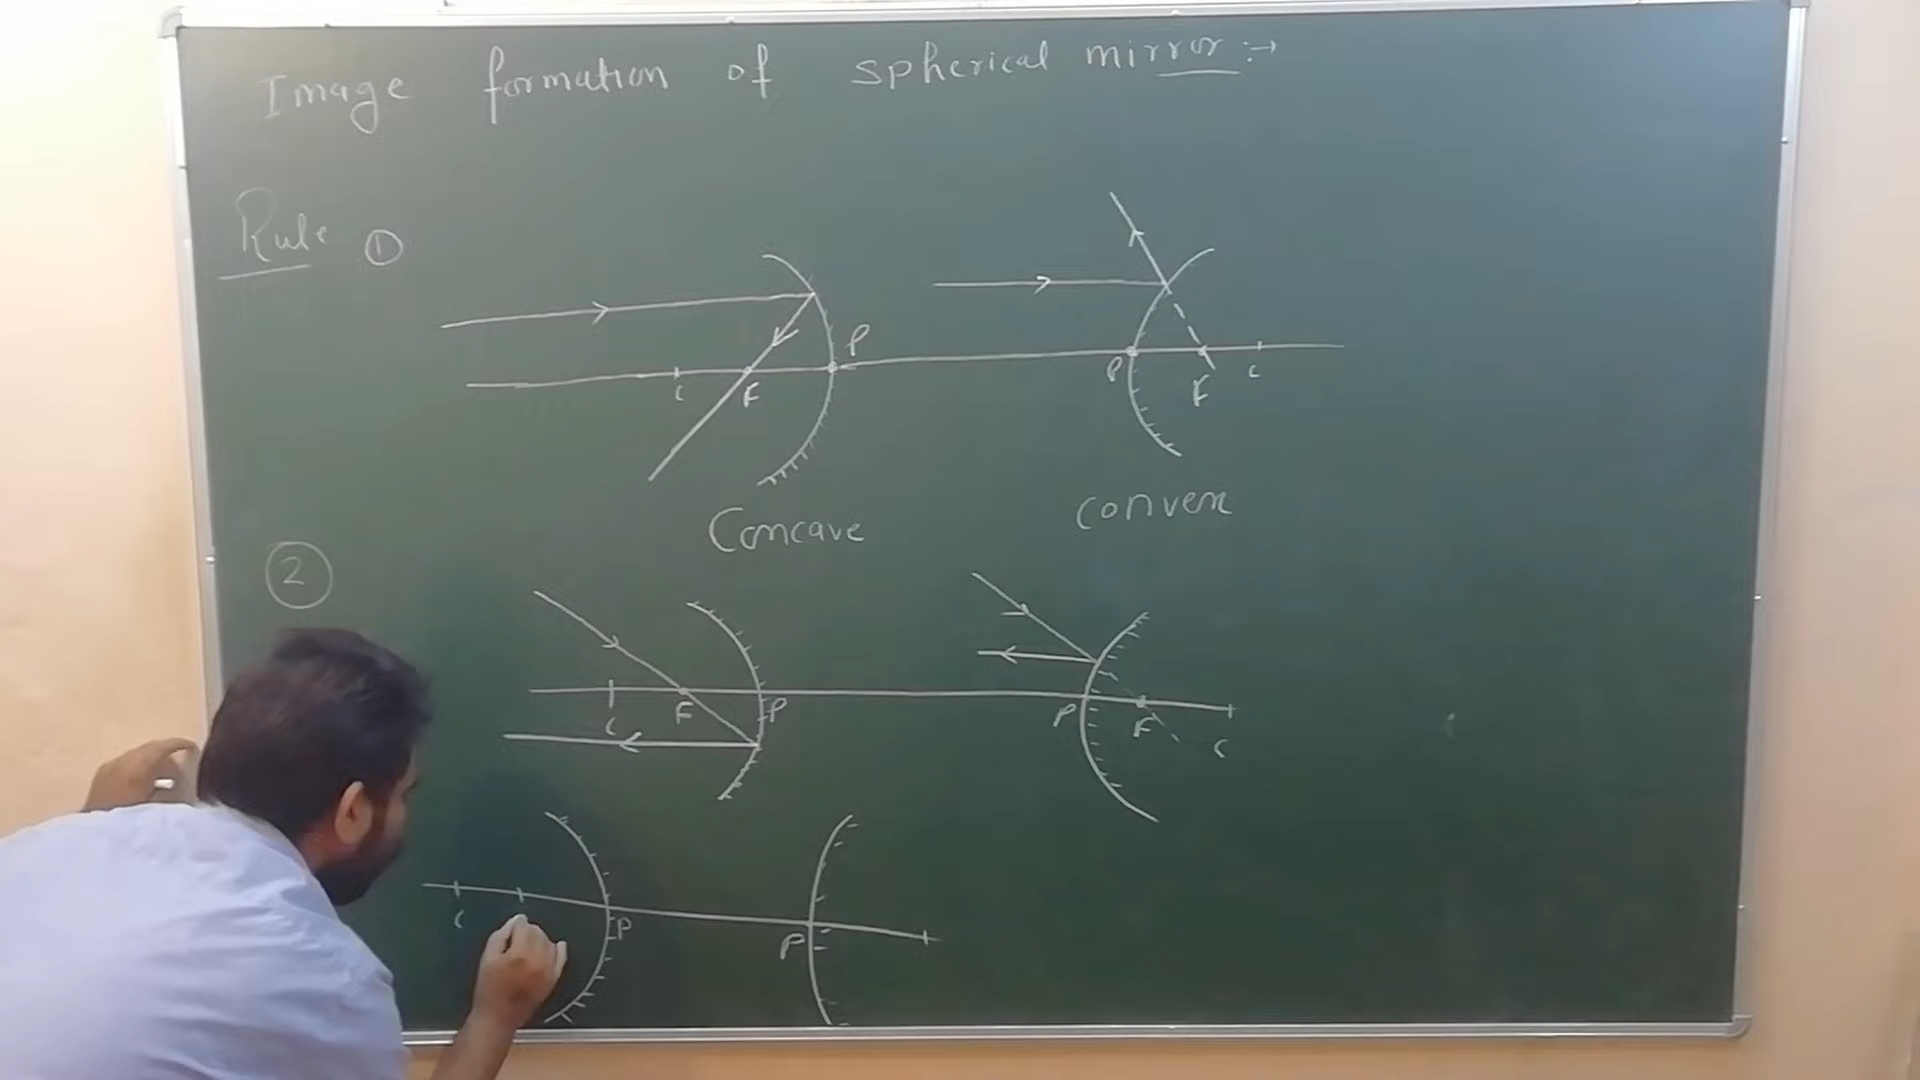 Image formation of spherical mirror :→
Rule ①
P
C F
P F C
Concave convex
②
C F P
P F C
C P
P